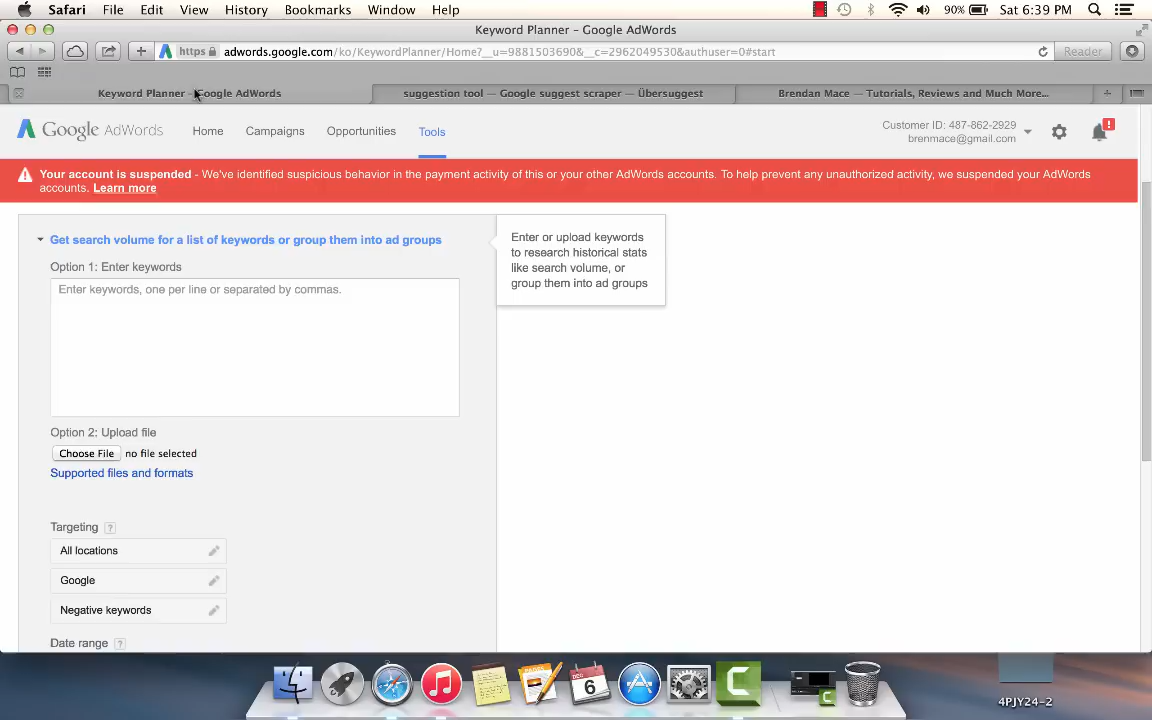 Safari File Edit View History Bookmarks Window Help 90% Sat 6:39 PM
Keyword Planner - Google AdWords
https adwords.google.com/ko/KeywordPlanner/Home?__u=9881503690&__c=2962049530&authuser=0#start Reader
Keyword Planner - Google AdWords suggestion tool — Google suggest scraper — Übersuggest Brendan Mace — Tutorials, Reviews and Much More... +
Google AdWords Home Campaigns Opportunities Tools
Customer ID: 487-862-2929
brenmace@gmail.com
!
Your account is suspended - We've identified suspicious behavior in the payment activity of this or your other AdWords accounts. To help prevent any unauthorized activity, we suspended your AdWords
accounts. Learn more
Get search volume for a list of keywords or group them into ad groups
Option 1: Enter keywords
Enter keywords, one per line or separated by commas.
Enter or upload keywords
to research historical stats
like search volume, or
group them into ad groups
Option 2: Upload file
Choose File no file selected
Supported files and formats
Targeting ?
All locations
Google
Negative keywords
Date range ?
DEC
6
C
C
4PJY24-2